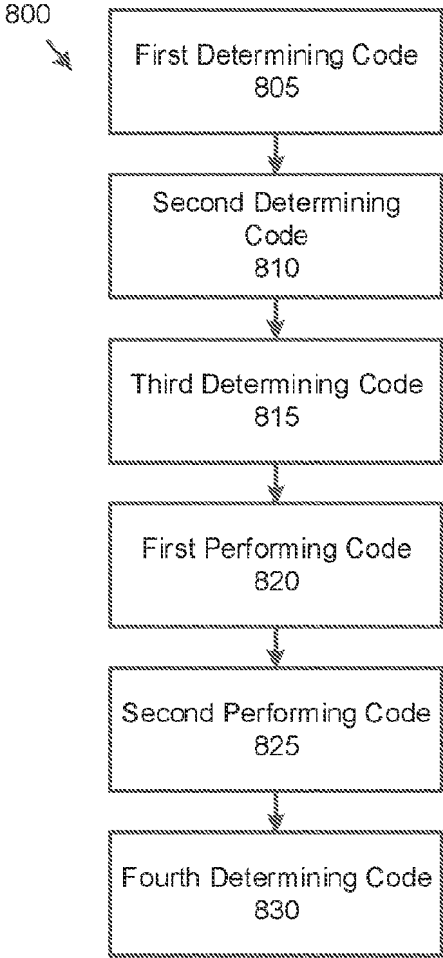 800
First Determining Code
805
Second Determining
Code
810
Third Determining Code
815
First Performing Code
820
Second Performing Code
825
Fourth Determining Code
830